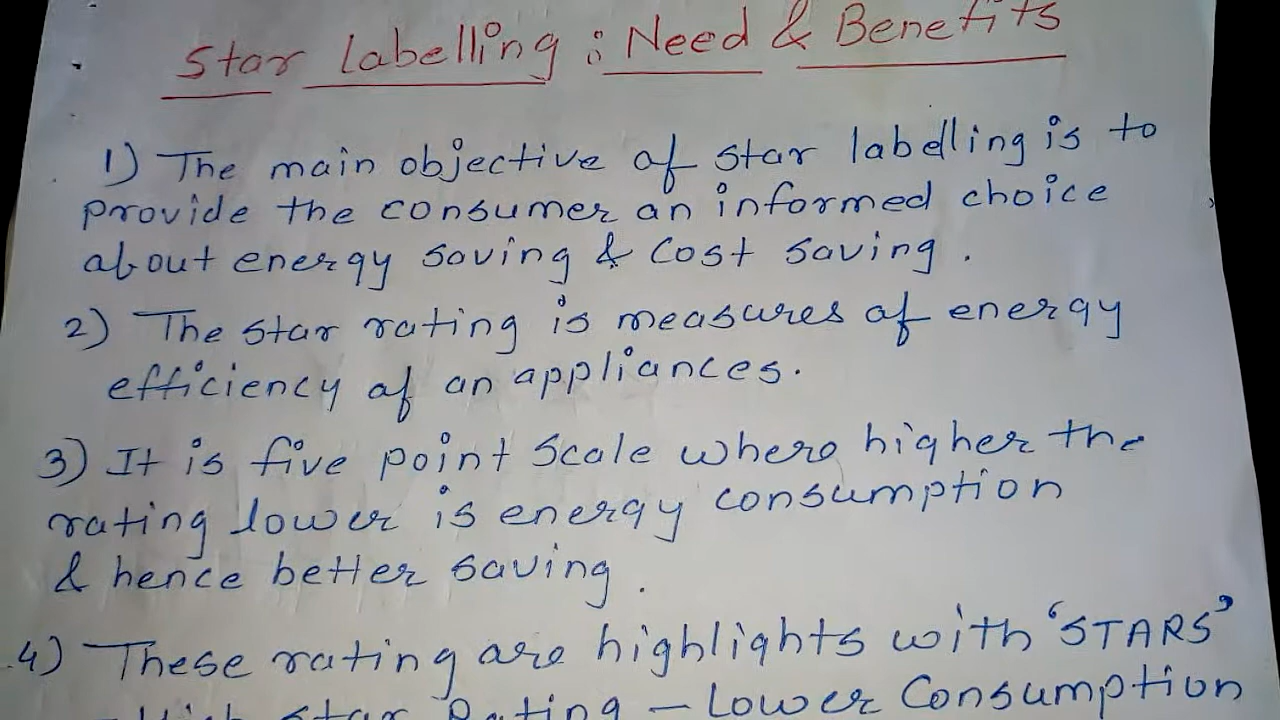 Star labelling : Need & Benefits
1) The main objective of star labelling is to
provide the consumer an informed choice
about energy saving & Cost saving .
2) The star rating is measures of energy
efficiency of an appliances.
3) It is five point Scale where higher the
rating lower is energy consumption
& hence better saving .
4) These rating are highlights with 'STARS'
High star Rating - Lower Consumption